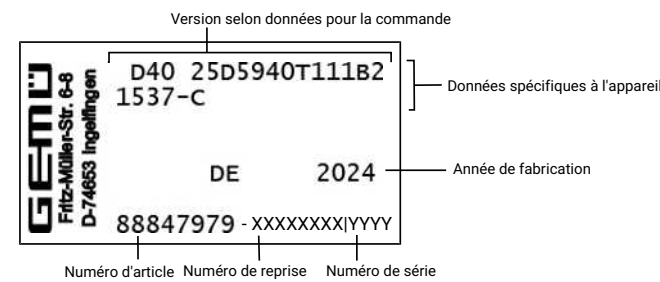 Version selon données pour la commande
GEMÜ
Fritz-Müller-Str. 6-8
D-74653 Ingelfingen
D40 25D5940T111B2
1537-C
Données spécifiques à l'appareil
DE 2024
Année de fabrication
88847979 - XXXXXXXX|YYYY
Numéro d'article Numéro de reprise Numéro de série